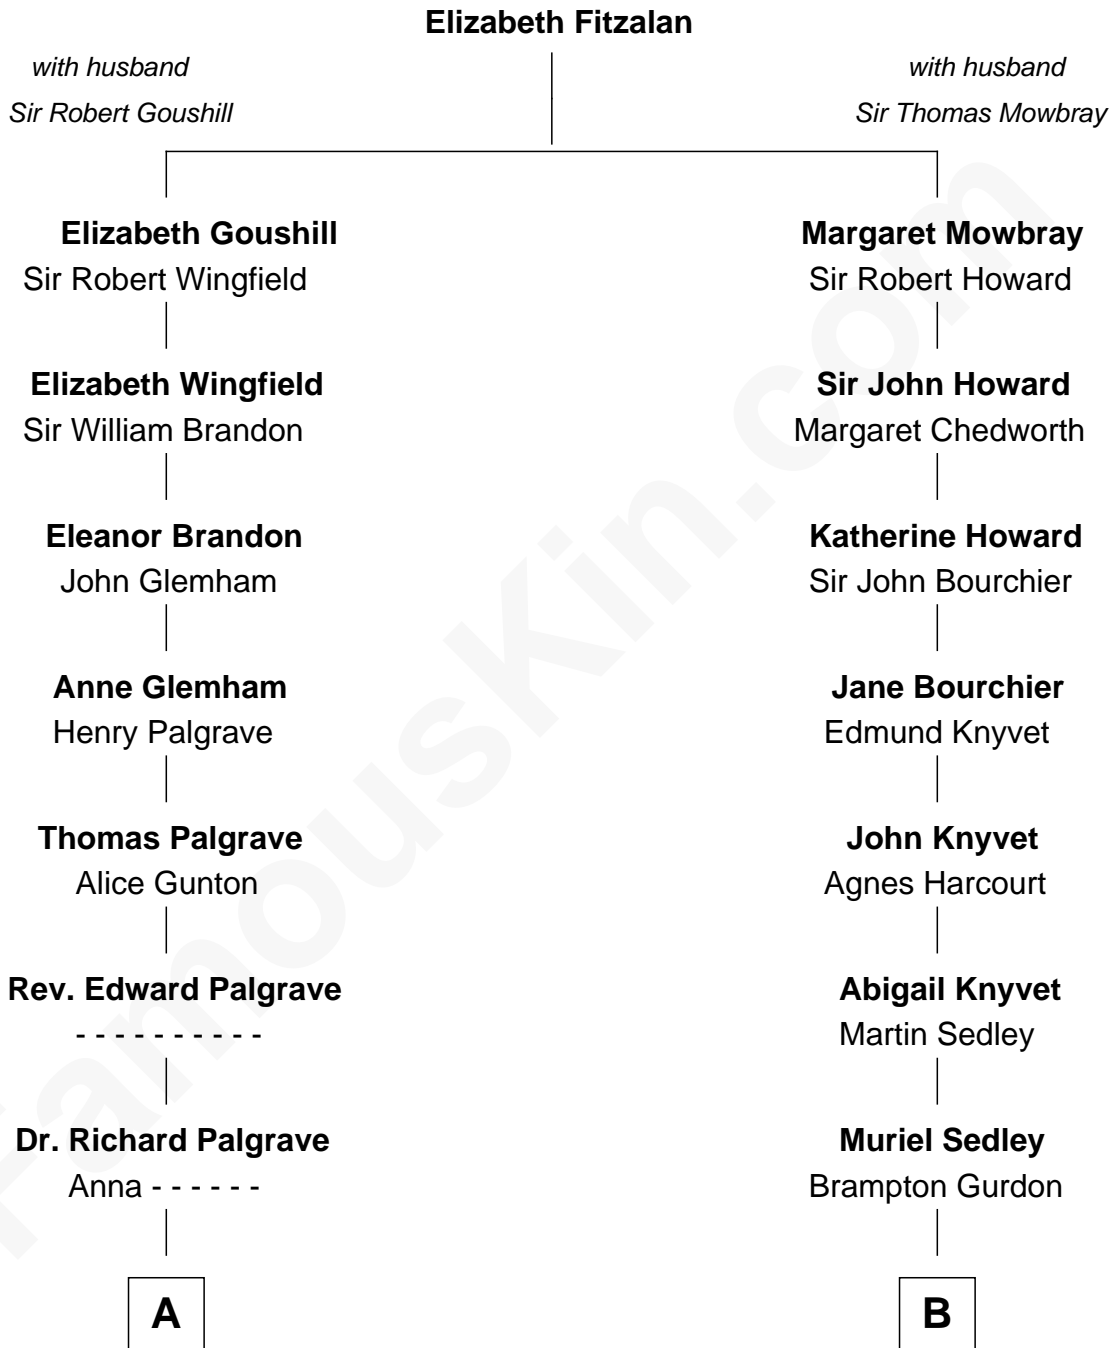 Elizabeth Fitzalan
with husband
Sir Robert Goushill
with husband
Sir Thomas Mowbray
Elizabeth Goushill
Sir Robert Wingfield
Margaret Mowbray
Sir Robert Howard
Elizabeth Wingfield
Sir William Brandon
Sir John Howard
Margaret Chedworth
Eleanor Brandon
John Glemham
Katherine Howard
Sir John Bourchier
Anne Glemham
Henry Palgrave
Jane Bourchier
Edmund Knyvet
Thomas Palgrave
Alice Gunton
John Knyvet
Agnes Harcourt
Rev. Edward Palgrave
- - - - - - - - - -
Abigail Knyvet
Martin Sedley
Dr. Richard Palgrave
Anna - - - - - -
Muriel Sedley
Brampton Gurdon
A
B
FamousKin.com